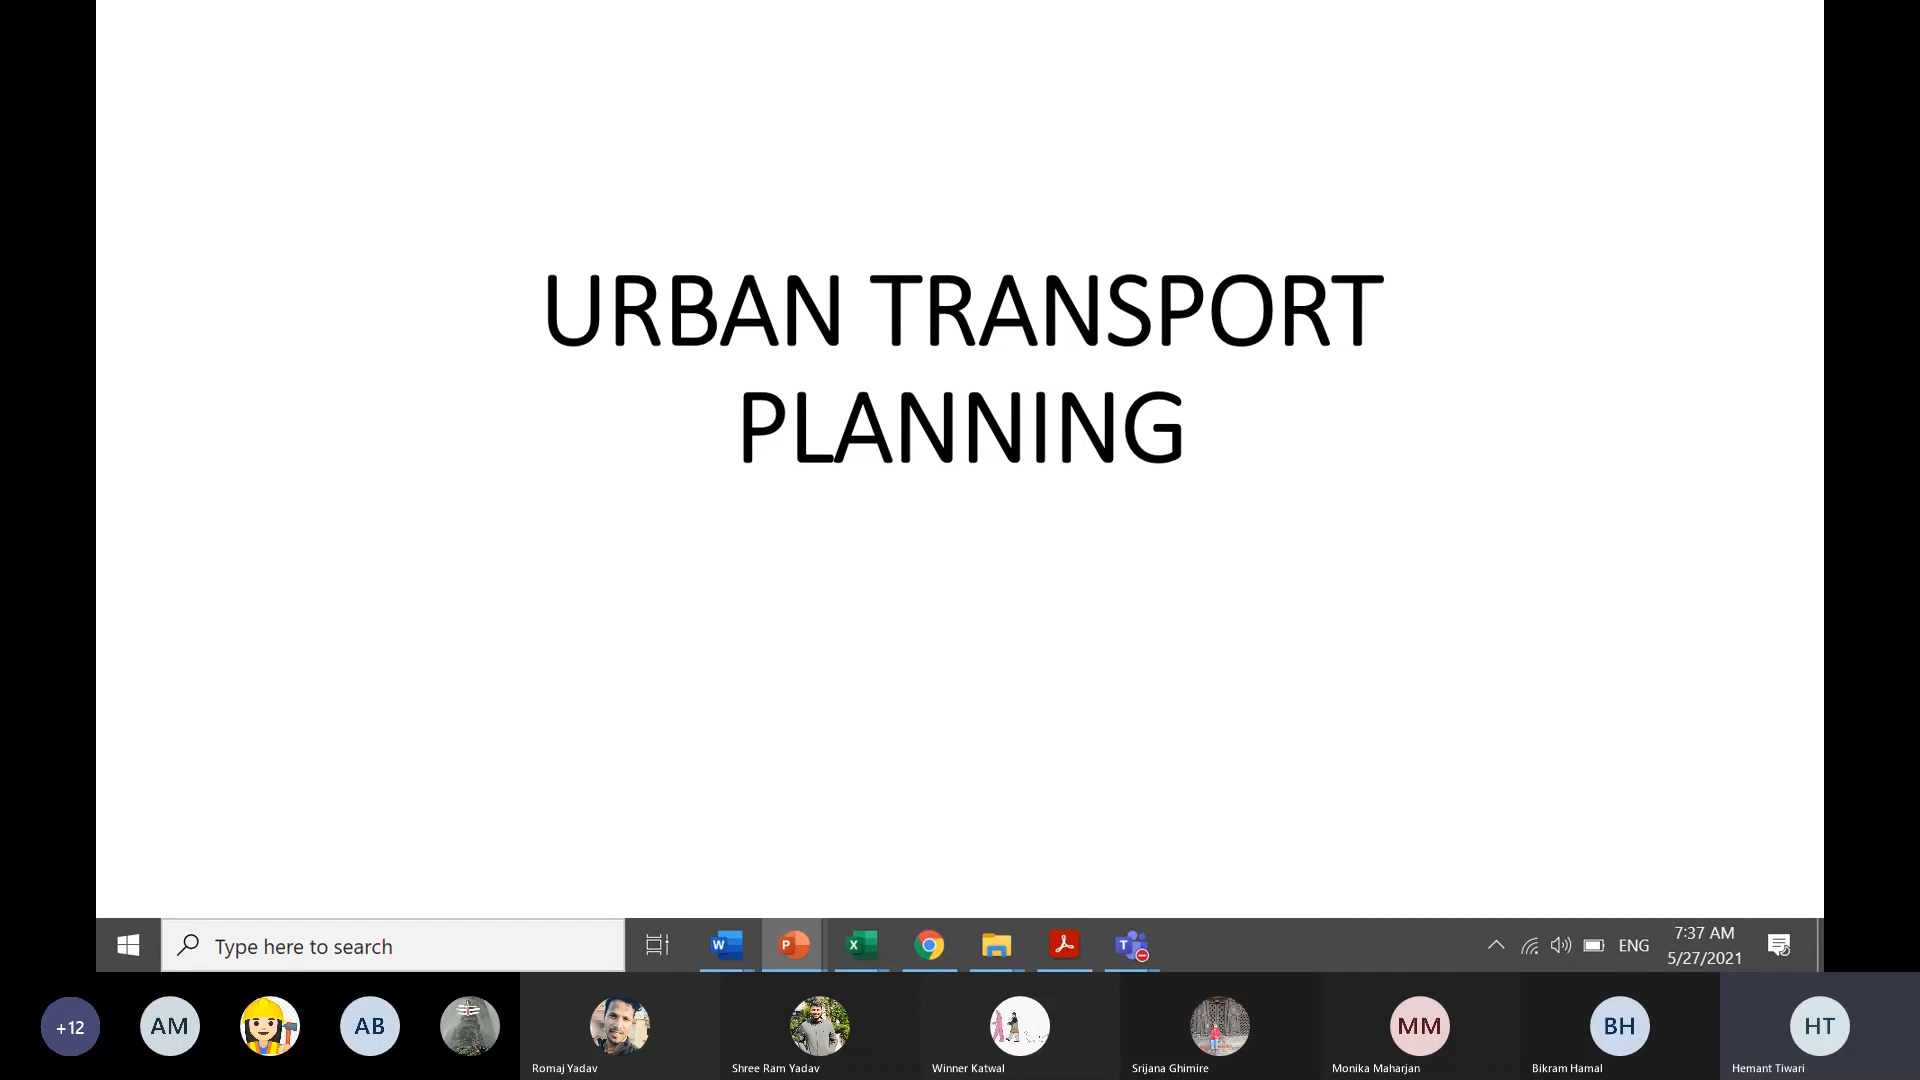 URBAN TRANSPORT
PLANNING
Type here to search
W
P
X
T
ENG
7:37 AM
5/27/2021
+12
AM
AB
MM
BH
HT
Romaj Yadav
Shree Ram Yadav
Winner Katwal
Srijana Ghimire
Monika Maharjan
Bikram Hamal
Hemant Tiwari